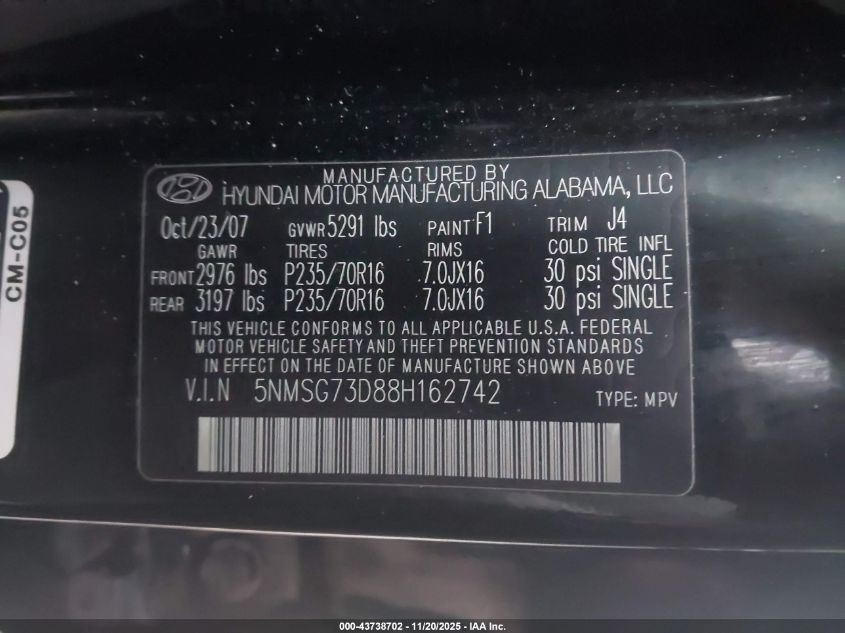 MANUFACTURED BY
HYUNDAI MOTOR MANUFACTURING ALABAMA, LLC
Oct/23/07 GVWR 5291 lbs PAINT F1 TRIM J4
GAWR TIRES RIMS COLD TIRE INFL
FRONT 2976 lbs P235/70R16 7.0JX16 30 psi SINGLE
REAR 3197 lbs P235/70R16 7.0JX16 30 psi SINGLE
THIS VEHICLE CONFORMS TO ALL APPLICABLE U.S.A. FEDERAL
MOTOR VEHICLE SAFETY AND THEFT PREVENTION STANDARDS
IN EFFECT ON THE DATE OF MANUFACTURE SHOWN ABOVE
V.I.N 5NMSG73D88H162742 TYPE: MPV
CM-C05
000-43738702 - 11/20/2025 - IAA Inc.